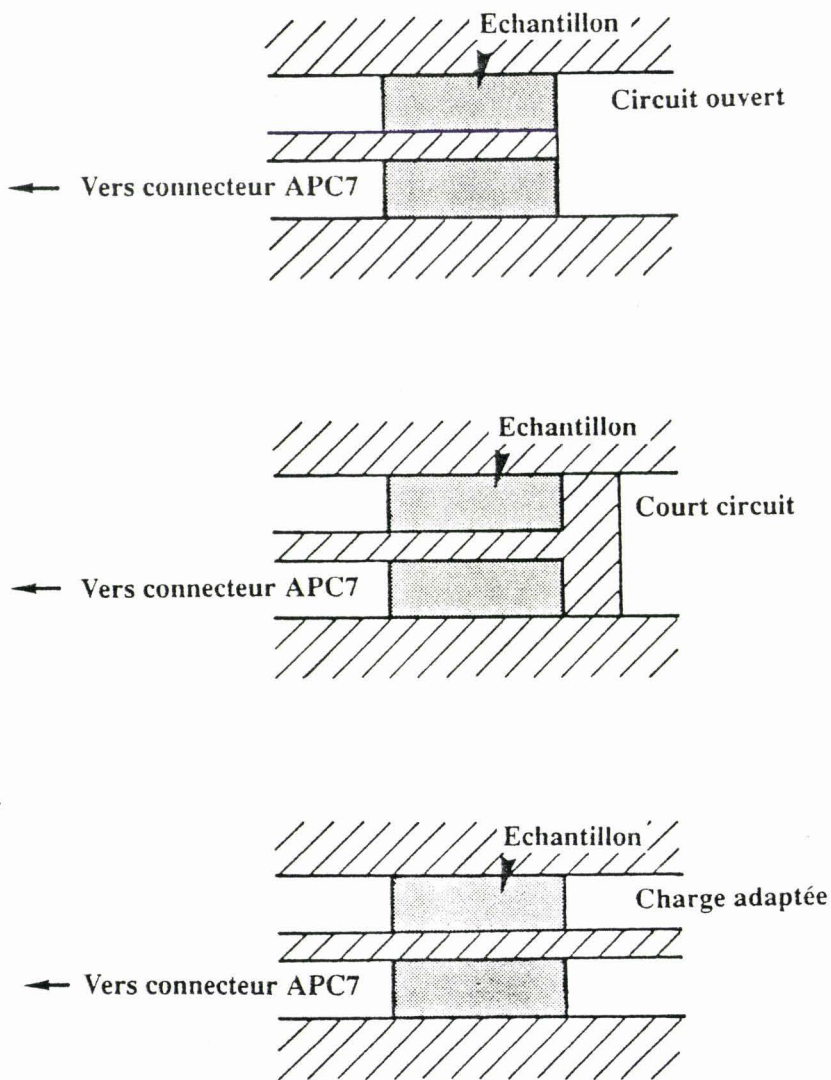 Echantillon
Circuit ouvert
Vers connecteur APC7
Echantillon
Court circuit
Vers connecteur APC7
Echantillon
Charge adaptée
Vers connecteur APC7